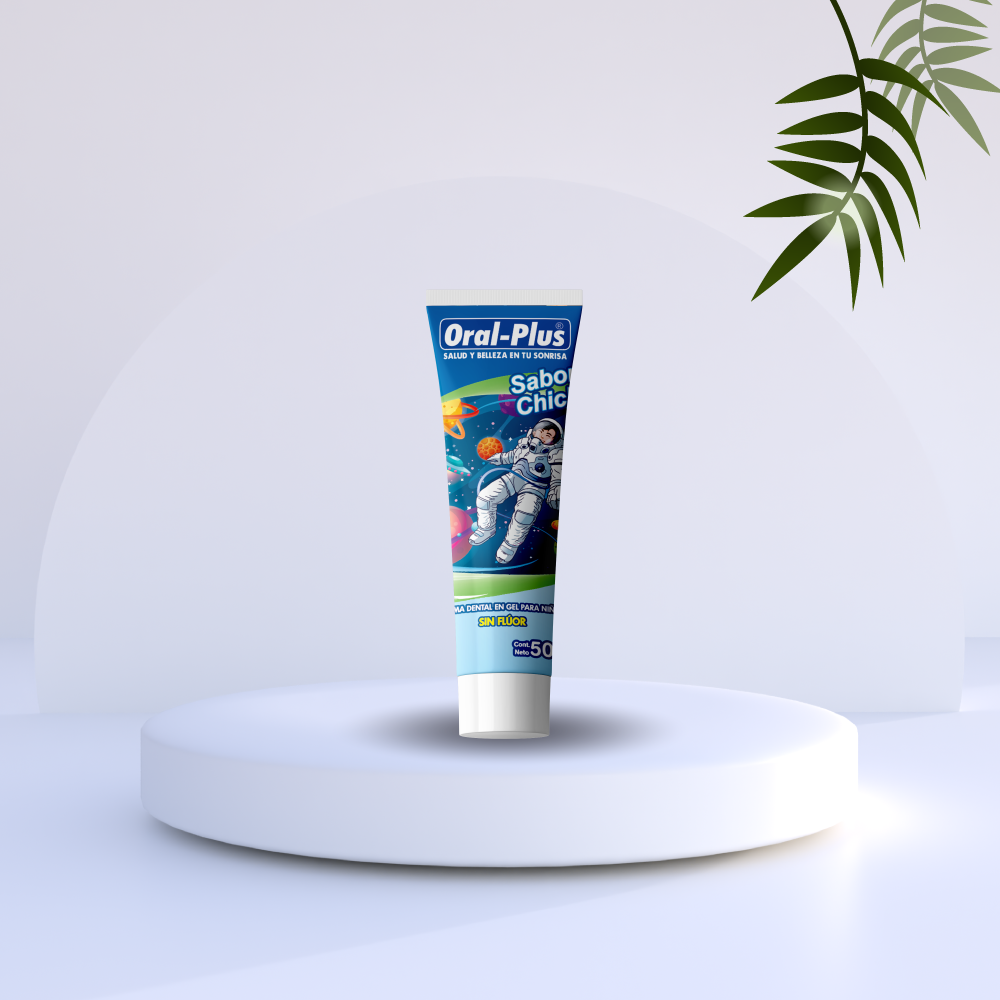 Oral-Plus®
SALUD Y BELLEZA EN TU SONRISA
Sabor
Chic
MA DENTAL EN GEL PARA NIÑ
SIN FLÚOR
Cont.
Neto 50